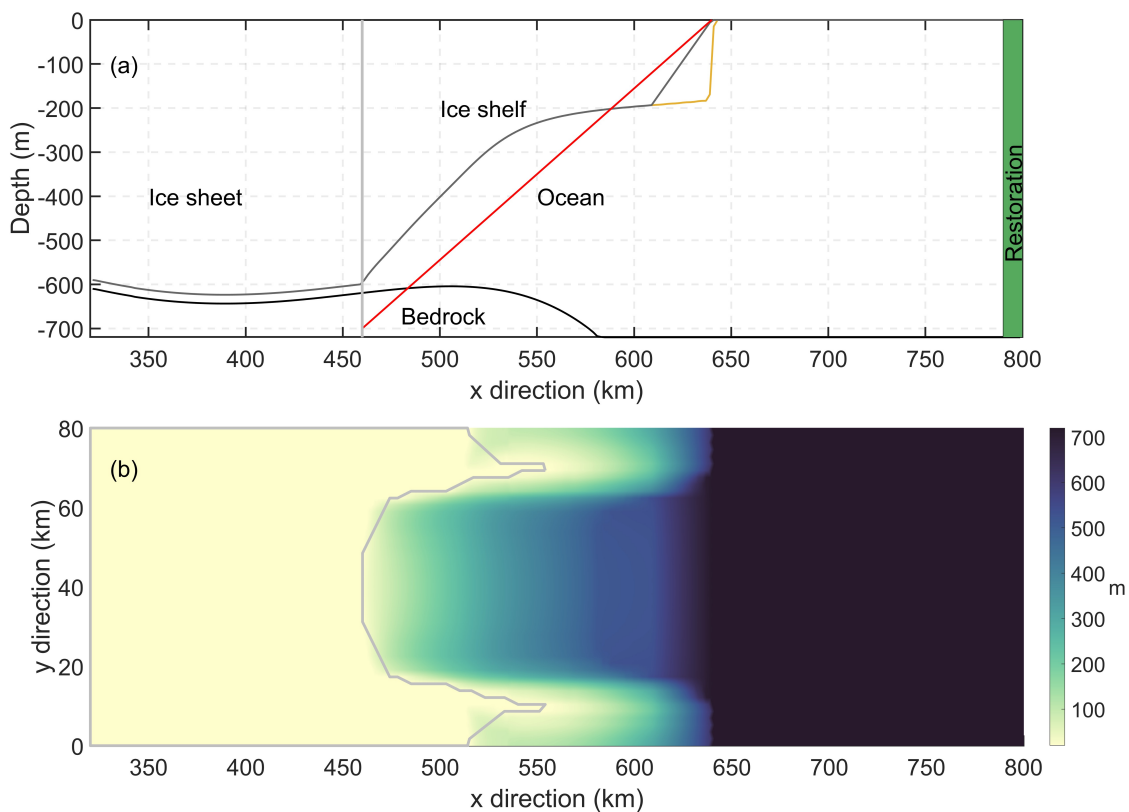 0
(a)
-100
Ice shelf
-200
-300
Depth (m)
Ice sheet
Ocean
-400
-500
-600
Bedrock
-700
Restoration
350 400 450 500 550 600 650 700 750 800
x direction (km)
80
(b)
60
40
20
0
y direction (km)
700
600
500
400
m
300
200
100
350 400 450 500 550 600 650 700 750 800
x direction (km)